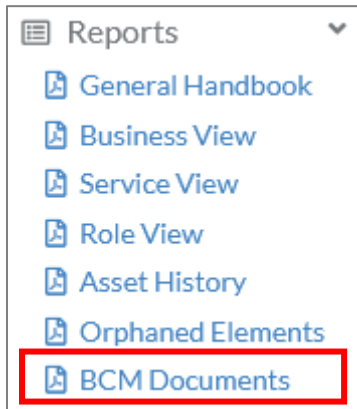 Reports
General Handbook
Business View
Service View
Role View
Asset History
Orphaned Elements
BCM Documents